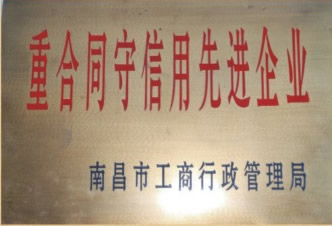 重合同守信用先进企业
南昌市工商行政管理局